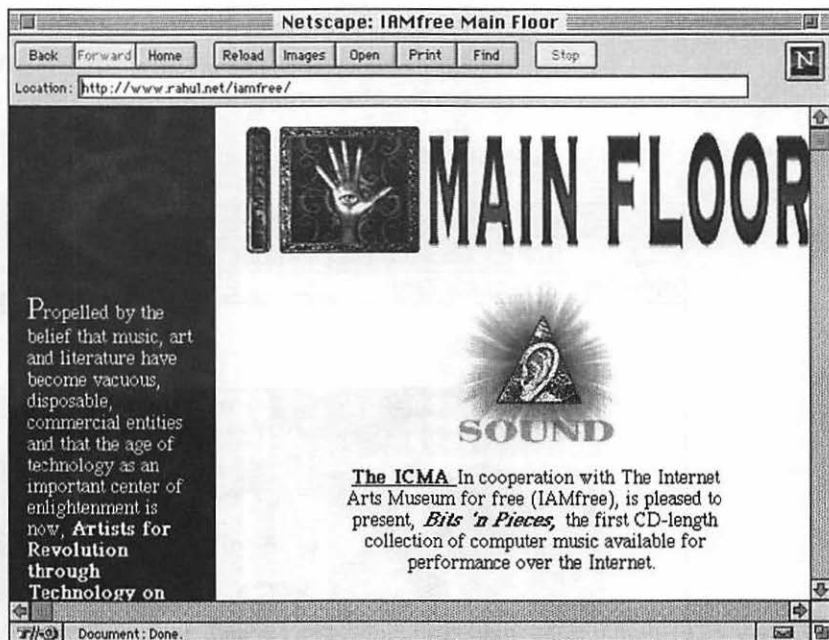 Netscape: IAMfree Main Floor
Back Forward Home Reload Images Open Print Find Stop
N
Location: http://www.rahul.net/iamfree/
MAIN FLOOR
Propelled by the
belief that music, art
and literature have
become vacuous,
disposable,
commercial entities
and that the age of
technology as an
important center of
enlightenment is
now, Artists for
Revolution
through
Technology on
SOUND
The ICMA In cooperation with The Internet
Arts Museum for free (IAMfree), is pleased to
present, Bits 'n Pieces, the first CD-length
collection of computer music available for
performance over the Internet.
Document: Done.